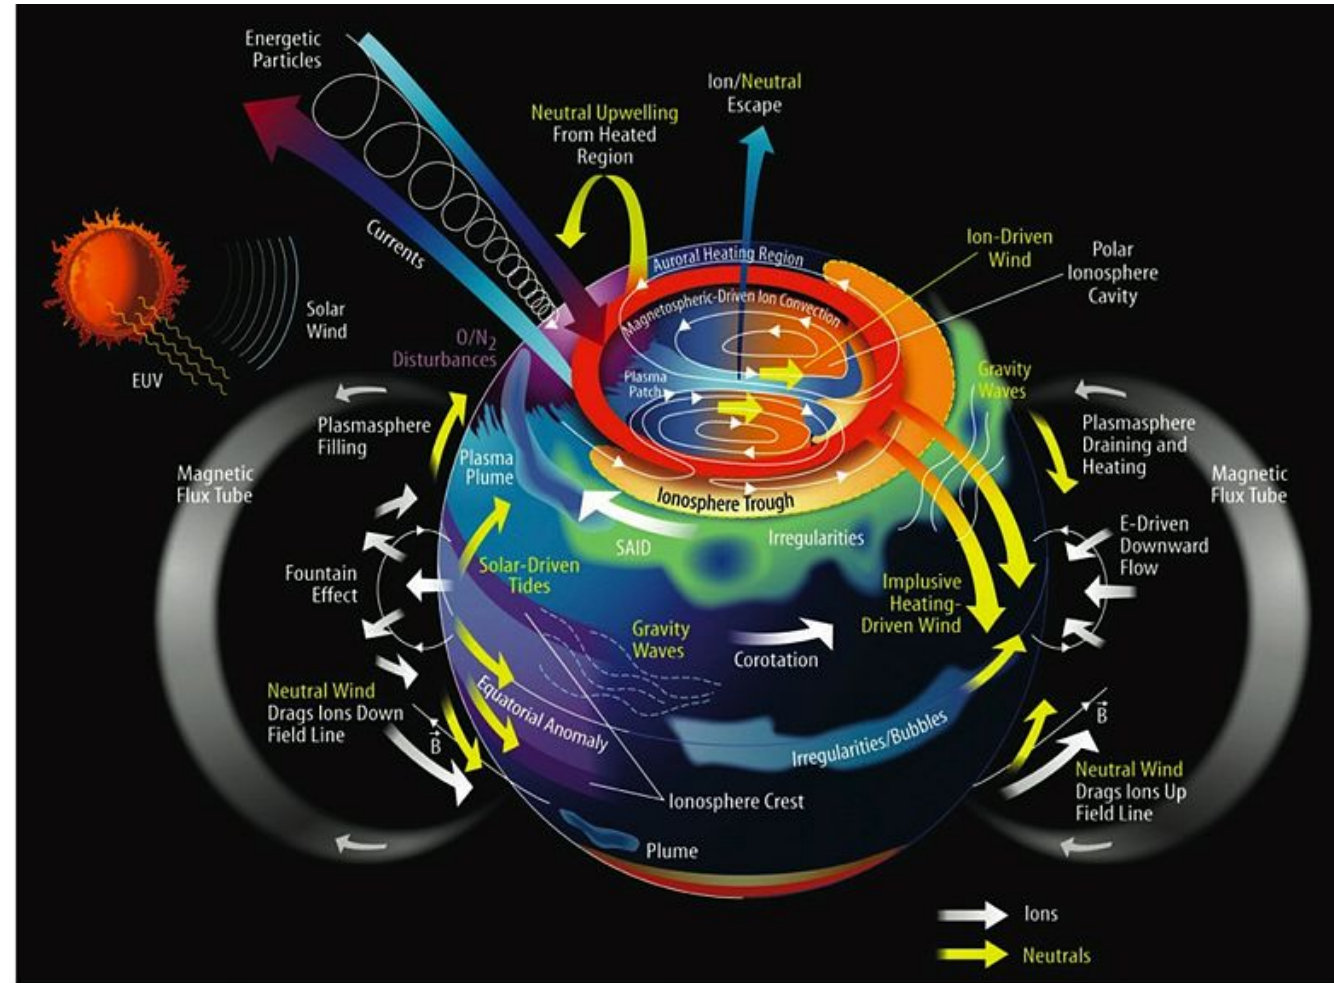 Energetic
Particles
Ion/Neutral
Escape
Neutral Upwelling
From Heated
Region
Currents
Auroral Heating Region
Ion-Driven
Wind
Polar
Ionosphere
Cavity
Magnetospheric-Driven Ion Convection
Solar
Wind
EUV
O/N2
Disturbances
Plasma
Patch
Gravity
Waves
Plasmasphere
Filling
Plasmasphere
Draining and
Heating
Magnetic
Flux Tube
Magnetic
Flux Tube
Plasma
Plume
Ionosphere Trough
SAID
Irregularities
E-Driven
Downward
Flow
Fountain
Effect
Solar-Driven
Tides
Implusive
Heating-
Driven Wind
Gravity
Waves
Corotation
Neutral Wind
Drags Ions Down
Field Line
B
Equatorial Anomaly
Irregularities/Bubbles
B
Neutral Wind
Drags Ions Up
Field Line
Ionosphere Crest
Plume
Ions
Neutrals